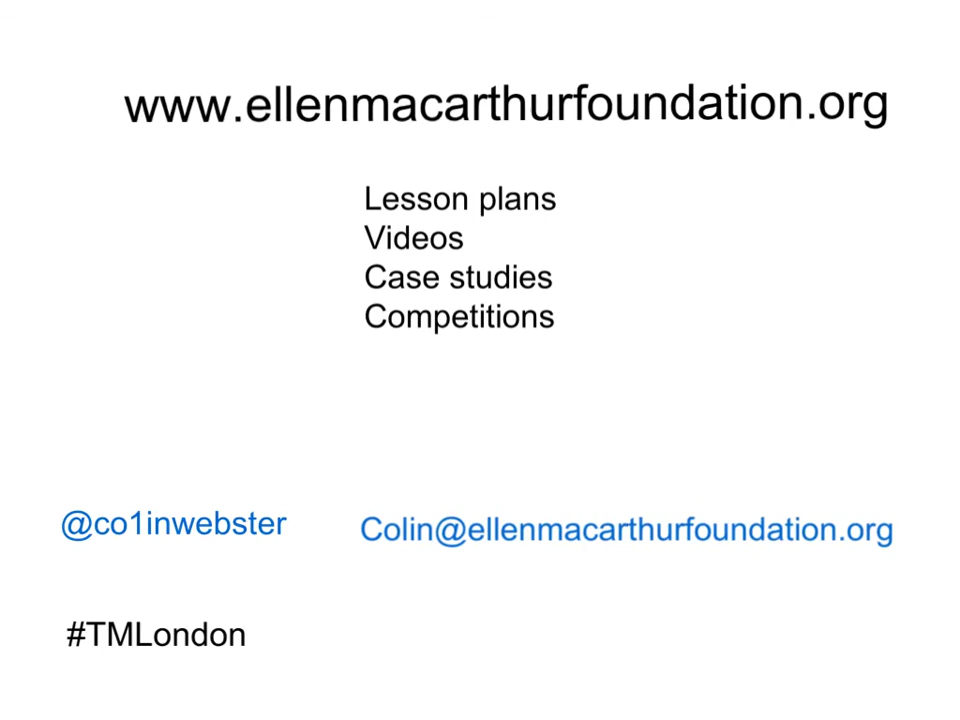 www.ellenmacarthurfoundation.org
Lesson plans
Videos
Case studies
Competitions
@co1inwebster
Colin@ellenmacarthurfoundation.org
#TMLondon